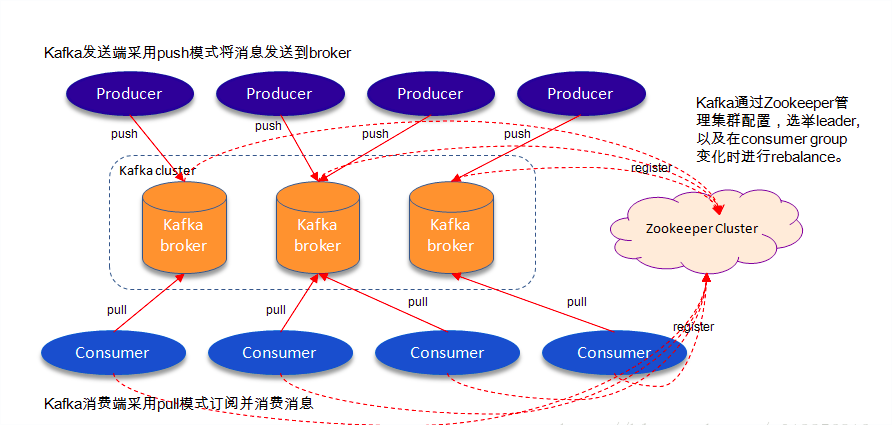 Kafka发送端采用push模式将消息发送到broker
Producer
Producer
Producer
Producer
Kafka通过Zookeeper管
理集群配置，选举leader,
以及在consumer group
变化时进行rebalance。
push
push
push
push
Kafka cluster
register
Kafka
broker
Kafka
broker
Kafka
broker
Zookeeper Cluster
pull
pull
pull
pull
register
Consumer
Consumer
Consumer
Consumer
Kafka消费端采用pull模式订阅并消费消息